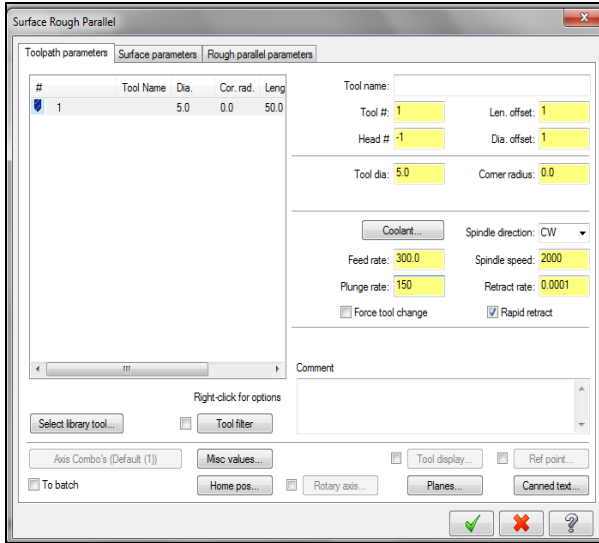 Surface Rough Parallel
Toolpath parameters Surface parameters Rough parallel parameters
# Tool Name Dia. Cor. rad. Leng
1 5.0 0.0 50.0
Tool name:
Tool #: 1 Len. offset: 1
Head # -1 Dia. offset: 1
Tool dia: 5.0 Corner radius: 0.0
Coolant... Spindle direction: CW
Feed rate: 300.0 Spindle speed: 2000
Plunge rate: 150 Retract rate: 0.0001
Force tool change Rapid retract
Comment
Right-click for options
Select library tool... Tool filter
Axis Combo's (Default (1)) Misc values... Tool display... Ref point...
To batch Home pos... Rotary axis... Planes... Canned text...